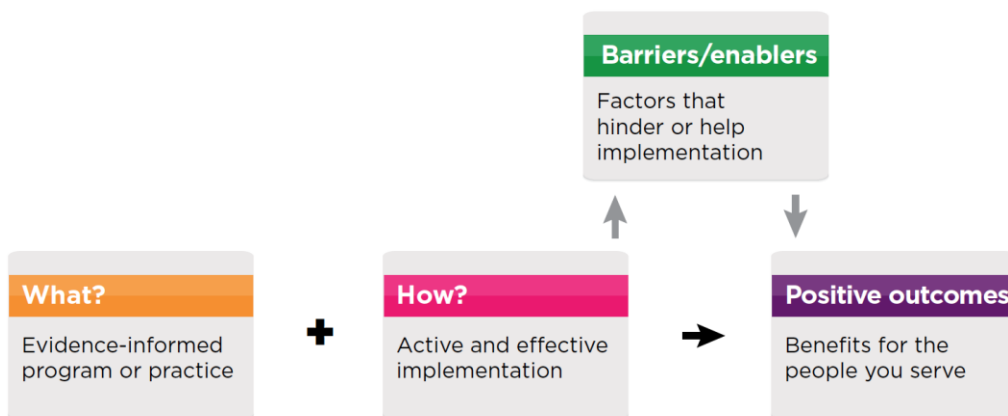 Barriers/enablers
Factors that
hinder or help
implementation
What?
Evidence-informed
program or practice
+
How?
Active and effective
implementation
Positive outcomes
Benefits for the
people you serve